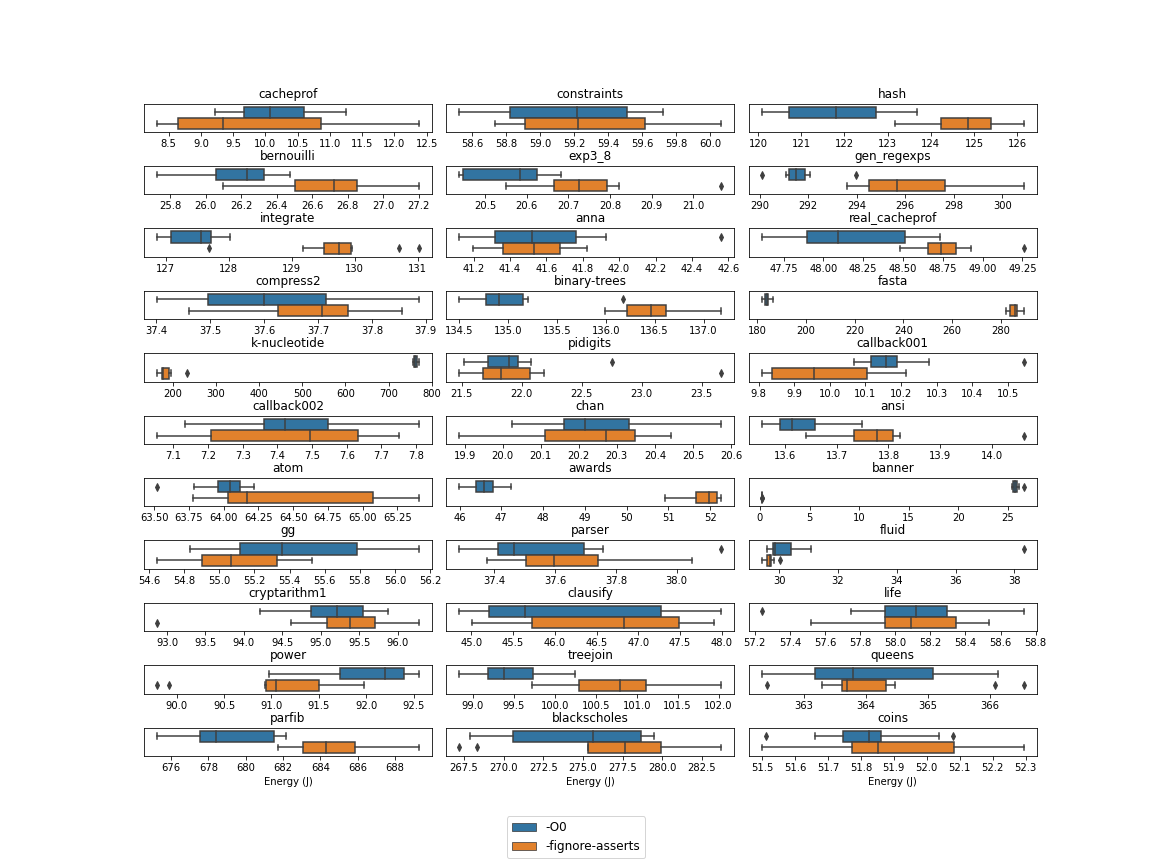 cacheprof constraints hash
8.5 9.0 9.5 10.0 10.5 11.0 11.5 12.0 12.5 58.6 58.8 59.0 59.2 59.4 59.6 59.8 60.0 120 121 122 123 124 125 126
bernouilli exp3_8 gen_regexps
25.8 26.0 26.2 26.4 26.6 26.8 27.0 27.2 20.5 20.6 20.7 20.8 20.9 21.0 290 292 294 296 298 300
integrate anna real_cacheprof
127 128 129 130 131 41.2 41.4 41.6 41.8 42.0 42.2 42.4 42.6 47.75 48.00 48.25 48.50 48.75 49.00 49.25
compress2 binary-trees fasta
37.4 37.5 37.6 37.7 37.8 37.9 134.5 135.0 135.5 136.0 136.5 137.0 180 200 220 240 260 280
k-nucleotide pidigits callback001
200 300 400 500 600 700 800 21.5 22.0 22.5 23.0 23.5 9.8 9.9 10.0 10.1 10.2 10.3 10.4 10.5
callback002 chan ansi
7.1 7.2 7.3 7.4 7.5 7.6 7.7 7.8 19.9 20.0 20.1 20.2 20.3 20.4 20.5 20.6 13.6 13.7 13.8 13.9 14.0
atom awards banner
63.50 63.75 64.00 64.25 64.50 64.75 65.00 65.25 46 47 48 49 50 51 52 0 5 10 15 20 25
gg parser fluid
54.6 54.8 55.0 55.2 55.4 55.6 55.8 56.0 56.2 37.4 37.6 37.8 38.0 30 32 34 36 38
cryptarithm1 clausify life
93.0 93.5 94.0 94.5 95.0 95.5 96.0 45.0 45.5 46.0 46.5 47.0 47.5 48.0 57.2 57.4 57.6 57.8 58.0 58.2 58.4 58.6 58.8
power treejoin queens
90.0 90.5 91.0 91.5 92.0 92.5 99.0 99.5 100.0 100.5 101.0 101.5 102.0 363 364 365 366
parfib blackscholes coins
676 678 680 682 684 686 688 267.5 270.0 272.5 275.0 277.5 280.0 282.5 51.5 51.6 51.7 51.8 51.9 52.0 52.1 52.2 52.3
Energy (J) Energy (J) Energy (J)
-O0
-fignore-asserts